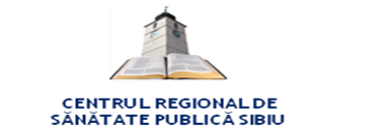 CENTRUL REGIONAL DE
SĂNĂTATE PUBLICĂ SIBIU